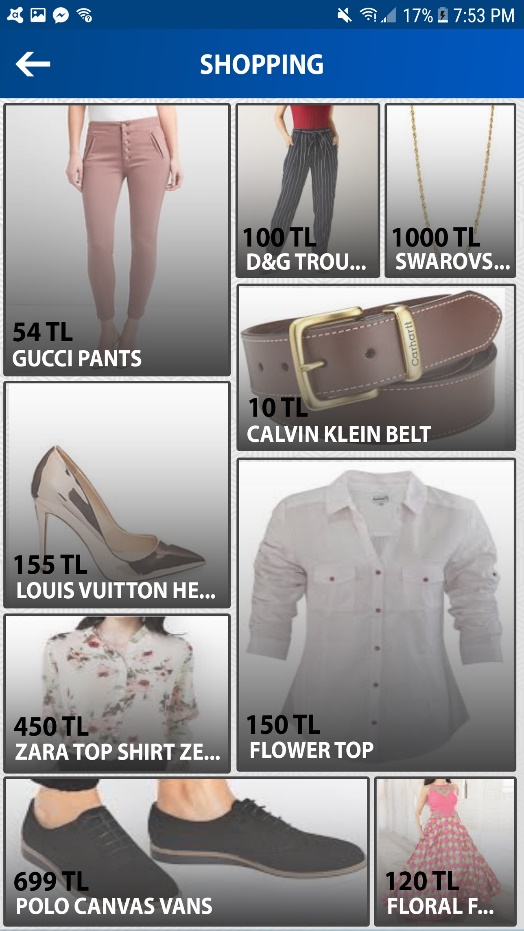 17% 7:53 PM
SHOPPING
54 TL
GUCCI PANTS
100 TL
D&G TROU...
1000 TL
SWAROVS...
Carhartt
10 TL
CALVIN KLEIN BELT
155 TL
LOUIS VUITTON HE...
150 TL
FLOWER TOP
450 TL
ZARA TOP SHIRT ZE...
699 TL
POLO CANVAS VANS
120 TL
FLORAL F...